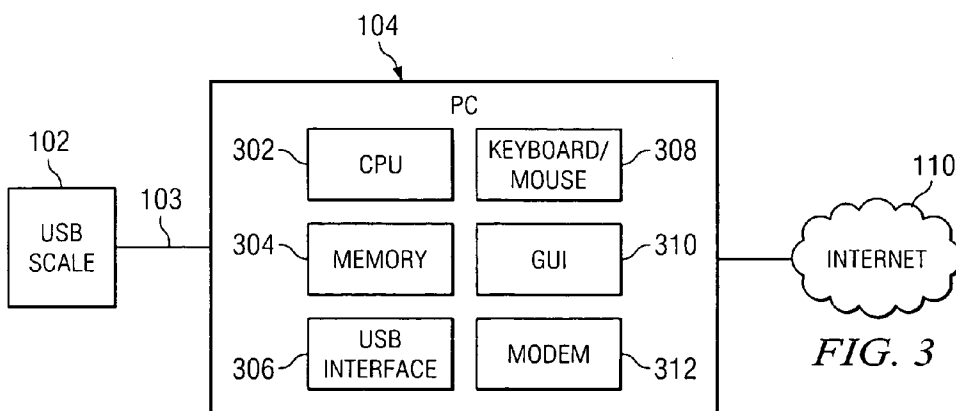 104
PC
102
USB
SCALE
103
302
CPU
KEYBOARD/
MOUSE
308
304
MEMORY
GUI
310
306
USB
INTERFACE
MODEM
312
110
INTERNET
FIG. 3